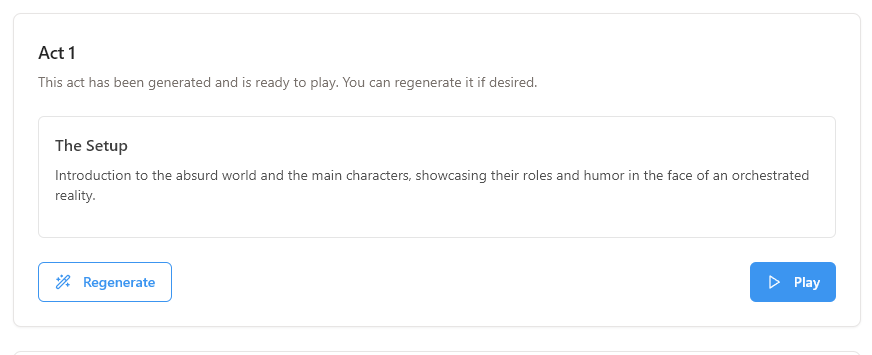 Act 1
This act has been generated and is ready to play. You can regenerate it if desired.
The Setup
Introduction to the absurd world and the main characters, showcasing their roles and humor in the face of an orchestrated
reality.
Regenerate
Play